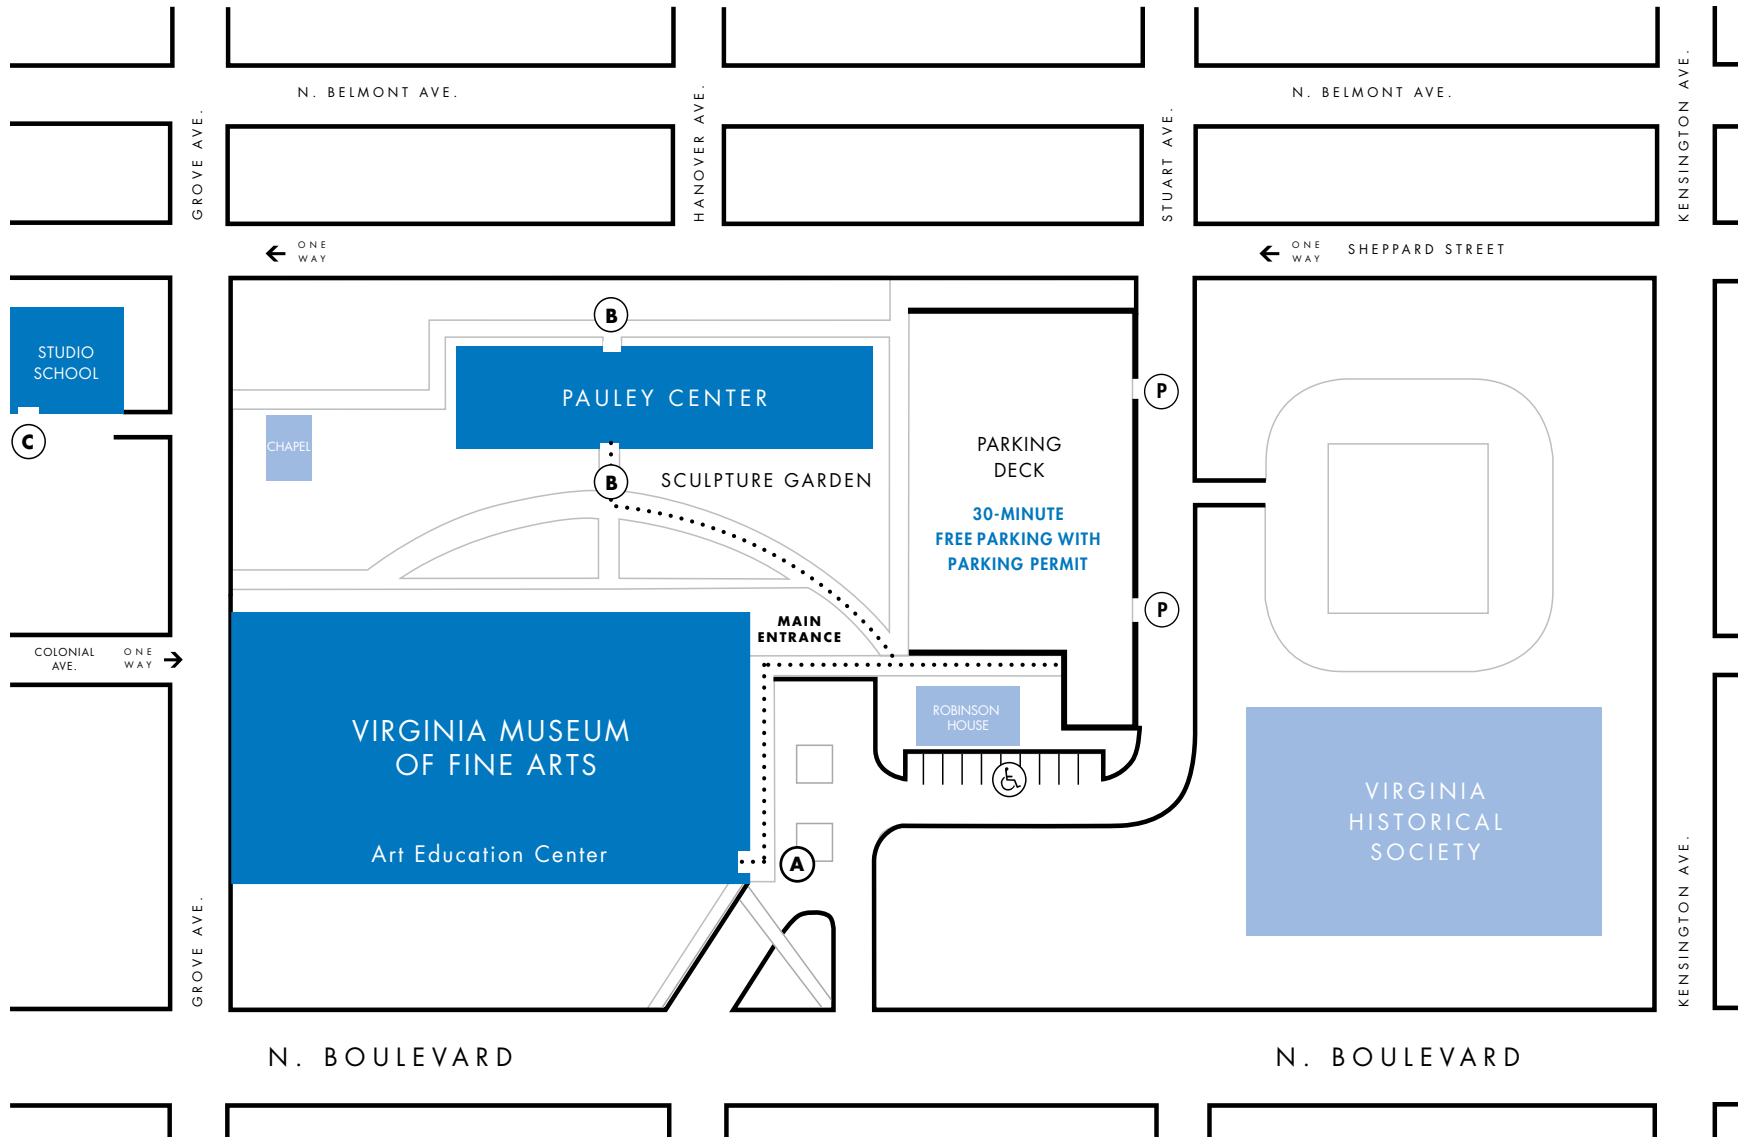 N. BELMONT AVE.
N. BELMONT AVE.
GROVE AVE.
HANOVER AVE.
STUART AVE.
KENSINGTON AVE.
ONE
WAY
ONE
WAY
SHEPPARD STREET
B
STUDIO
SCHOOL
C
PAULEY CENTER
P
CHAPEL
B
SCULPTURE GARDEN
PARKING
DECK
30-MINUTE
FREE PARKING WITH
PARKING PERMIT
P
MAIN
ENTRANCE
COLONIAL
AVE.
ONE
WAY
ROBINSON
HOUSE
VIRGINIA MUSEUM
OF FINE ARTS
Art Education Center
A
VIRGINIA
HISTORICAL
SOCIETY
GROVE AVE.
KENSINGTON AVE.
N. BOULEVARD
N. BOULEVARD